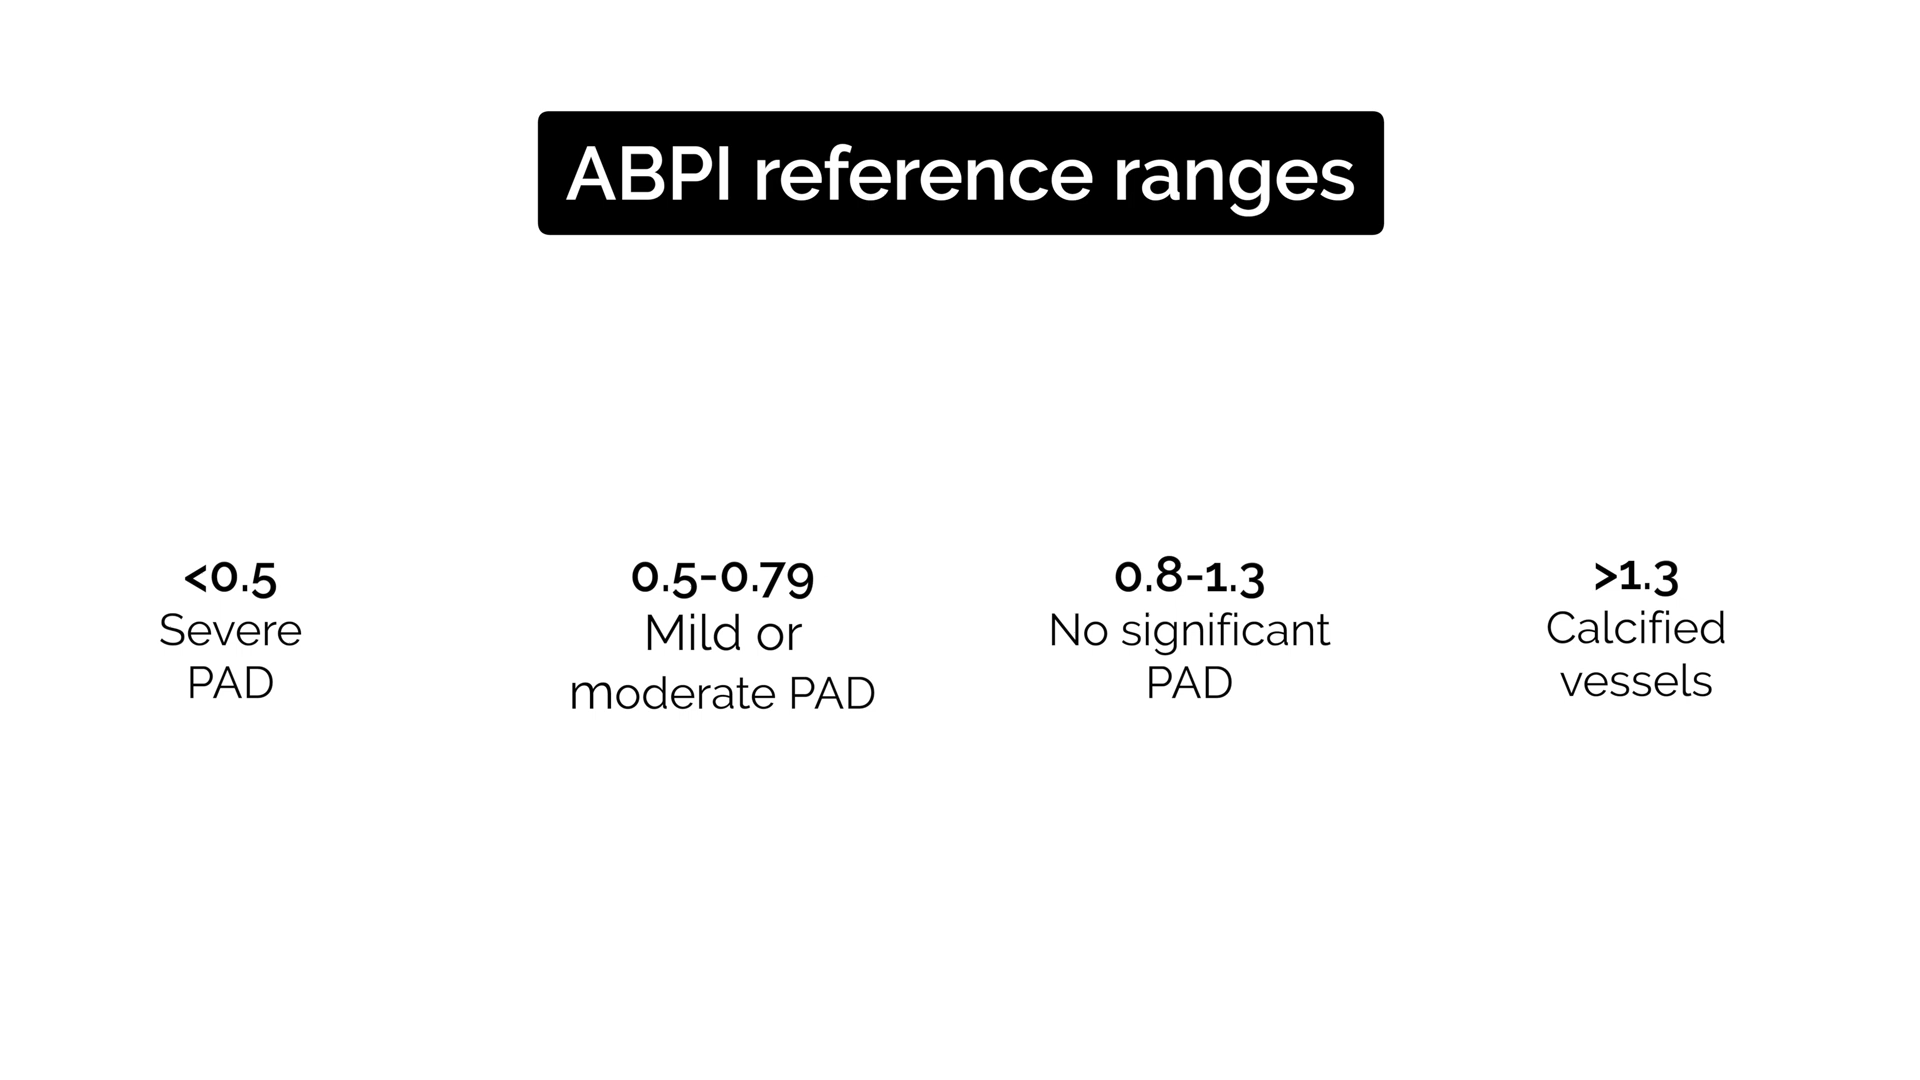 ABPI reference ranges
<0.5
Severe
PAD
0.5-0.79
Mild or
moderate PAD
0.8-1.3
No significant
PAD
>1.3
Calcified
vessels